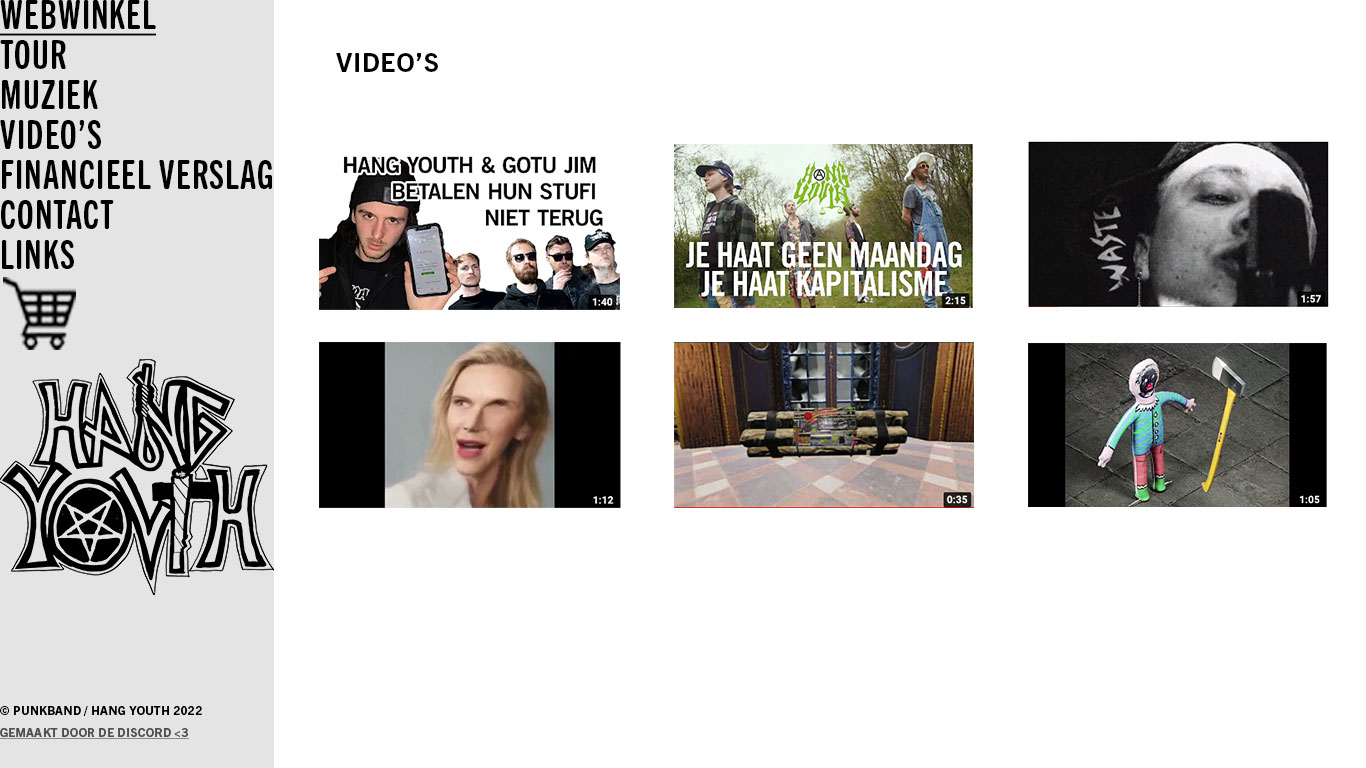 WEBWINKEL
TOUR
MUZIEK
VIDEO’S
FINANCIEEL VERSLAG
CONTACT
LINKS
HANG
YOUTH
© PUNKBAND / HANG YOUTH 2022
GEMAAKT DOOR DE DISCORD <3
VIDEO’S
HANG YOUTH & GOTU JIM
BETALEN HUN STUFI
NIET TERUG
1:40
HANG
YOUTH
JE HAAT GEEN MAANDAG
JE HAAT KAPITALISME
2:15
WASTE
1:57
1:12
0:35
1:05